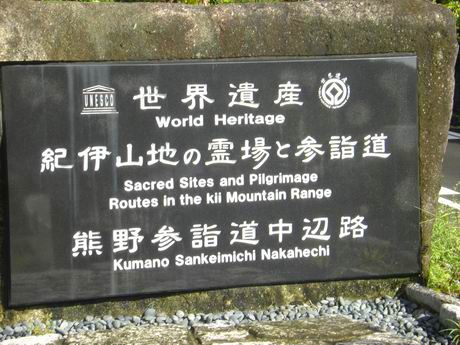 UNESCO 世界遺産
World Heritage
紀伊山地の霊場と参詣道
Sacred Sites and Pilgrimage
Routes in the kii Mountain Range
熊野参詣道中辺路
Kumano Sankeimichi Nakahechi